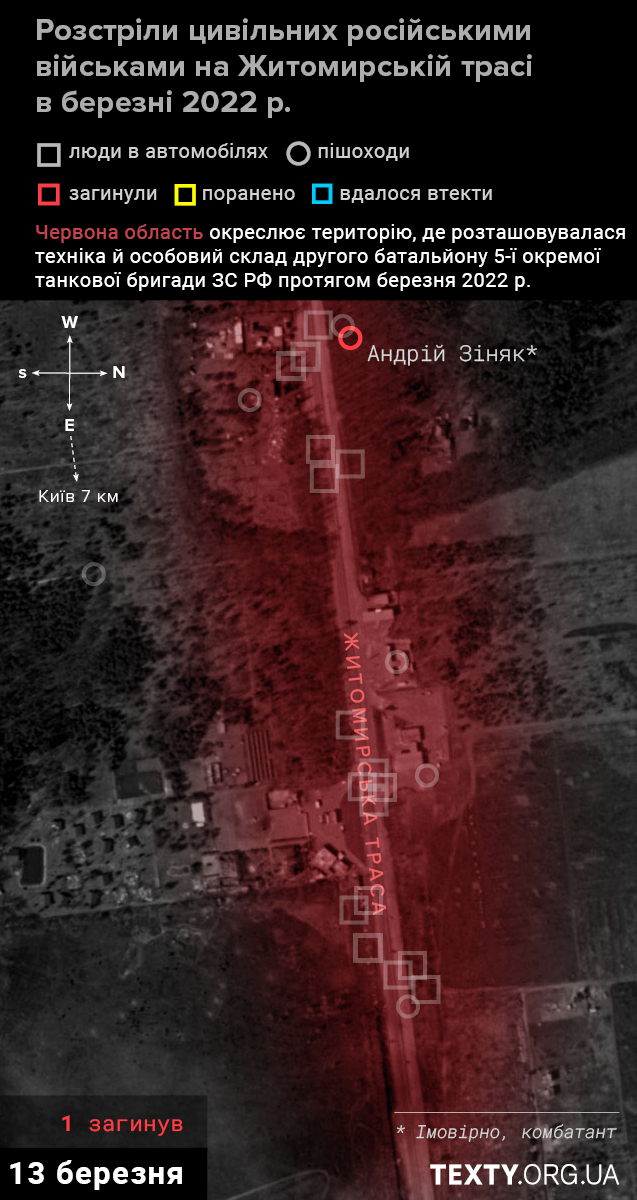 Розстріли цивільних російськими
військами на Житомирській трасі
в березні 2022 р.
люди в автомобілях пішоходи
загинули поранено вдалося втекти
Червона область окреслює територію, де розташовувалася
техніка й особовий склад другого батальйону 5-ї окремої
танкової бригади ЗС РФ протягом березня 2022 р.
W
Андрій Зіняк*
s N
E
Київ 7 км
ЖИТОМИРСЬКА ТРАСА
1 загинув
* Імовірно, комбатант
13 березня
TEXTY.ORG.UA